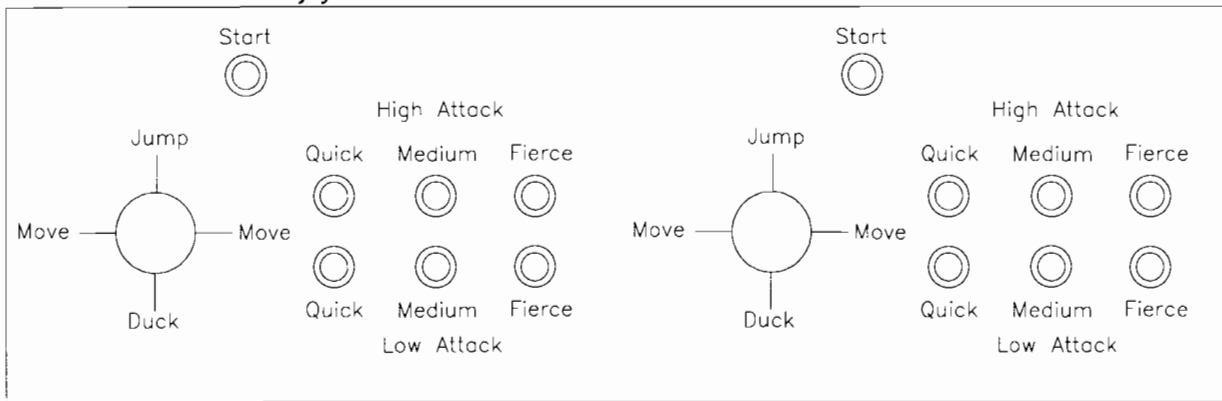 Start Start
High Attack High Attack
Jump Jump
Quick Medium Fierce Quick Medium Fierce
Move Move Move Move
Quick Medium Fierce Quick Medium Fierce
Duck Duck
Low Attack Low Attack